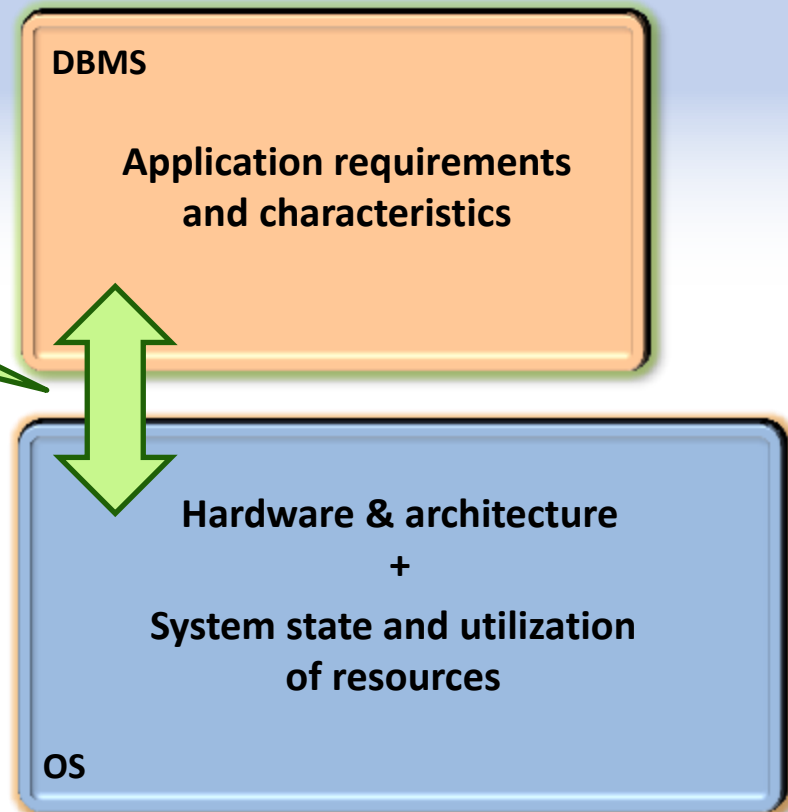 DBMS
Application requirements
and characteristics
Hardware & architecture
+
System state and utilization
of resources
OS